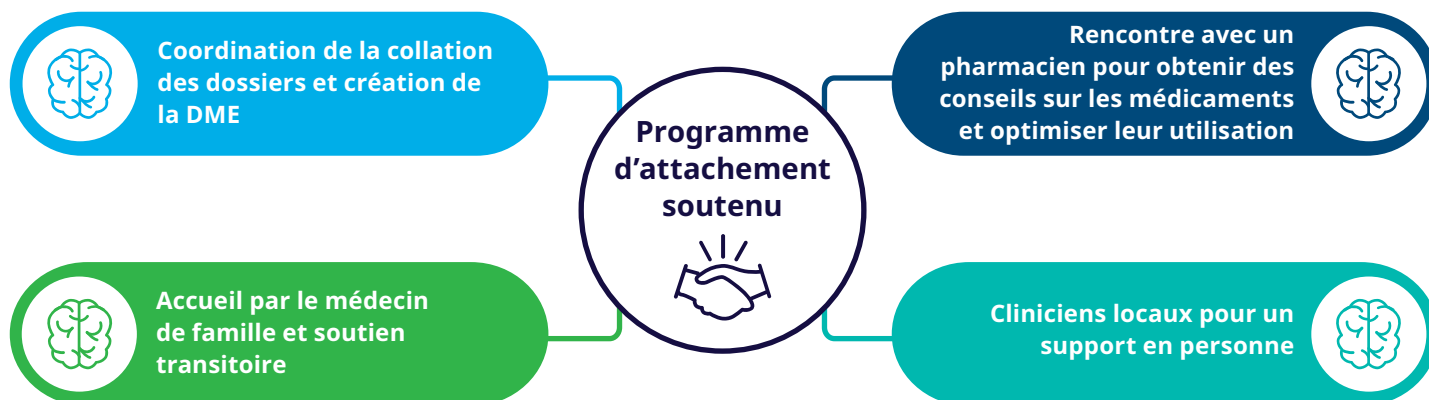 Coordination de la collation
des dossiers et création de
la DME
Rencontre avec un
pharmacien pour obtenir des
conseils sur les médicaments
et optimiser leur utilisation
Programme
d’attachement
soutenu
Accueil par le médecin
de famille et soutien
transitoire
Cliniciens locaux pour un
support en personne